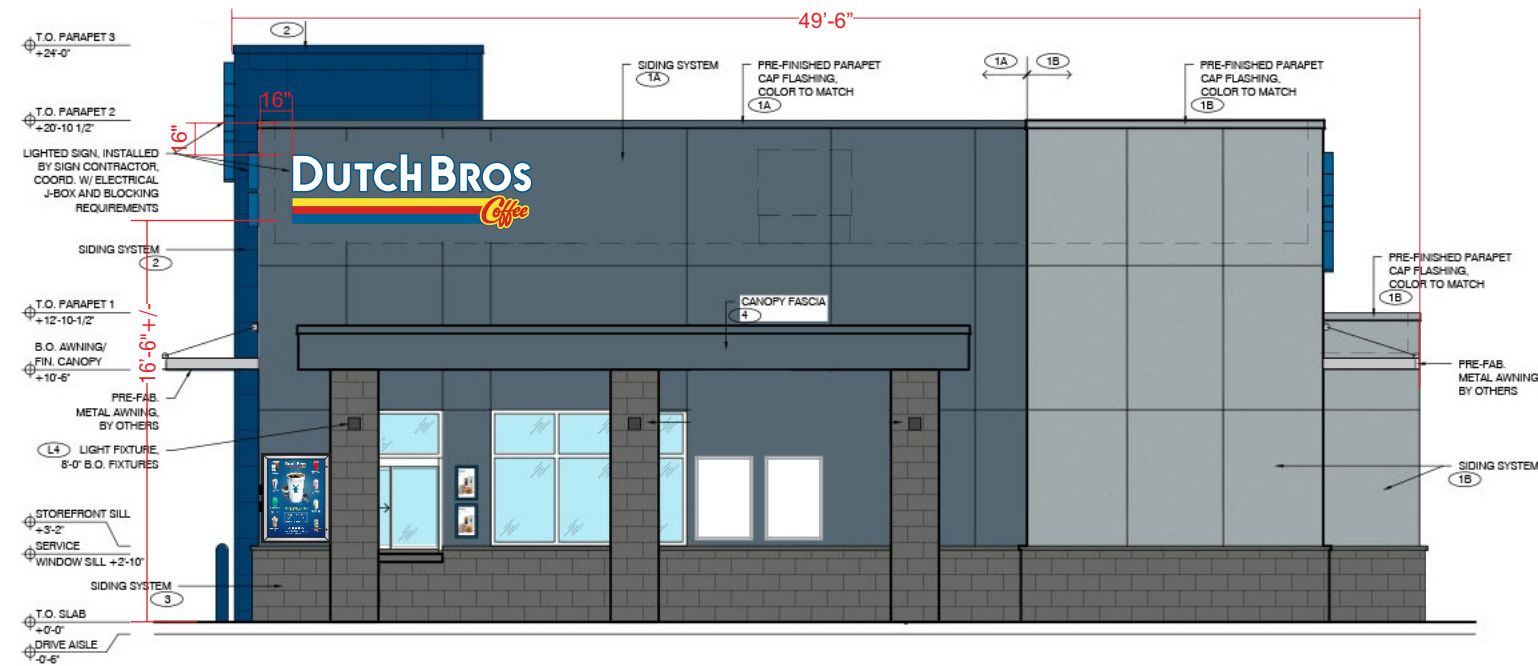 49'-6"
T.O. PARAPET 3
+24'-0"
2
SIDING SYSTEM
1A
PRE-FINISHED PARAPET
CAP FLASHING,
COLOR TO MATCH
1A
1A
1B
PRE-FINISHED PARAPET
CAP FLASHING,
COLOR TO MATCH
1B
16"
T.O. PARAPET 2
+20'-10 1/2"
16"
LIGHTED SIGN, INSTALLED
BY SIGN CONTRACTOR,
COORD. W/ ELECTRICAL
J-BOX AND BLOCKING
REQUIREMENTS
DUTCH BROS
Coffee
SIDING SYSTEM
2
PRE-FINISHED PARAPET
CAP FLASHING,
COLOR TO MATCH
1B
T.O. PARAPET 1
+12'-10-1/2"
CANOPY FASCIA
4
16'-6"+/-
B.O. AWNING/
FIN. CANOPY
+10'-6"
PRE-FAB.
METAL AWNING
BY OTHERS
PRE-FAB.
METAL AWNING,
BY OTHERS
L4
LIGHT FIXTURE,
8'-0" B.O. FIXTURES
SIDING SYSTEM
1B
STOREFRONT SILL
+3'-2"
SERVICE
WINDOW SILL +2'-10"
SIDING SYSTEM
3
T.O. SLAB
+0'-0"
DRIVE AISLE
-0'-6"